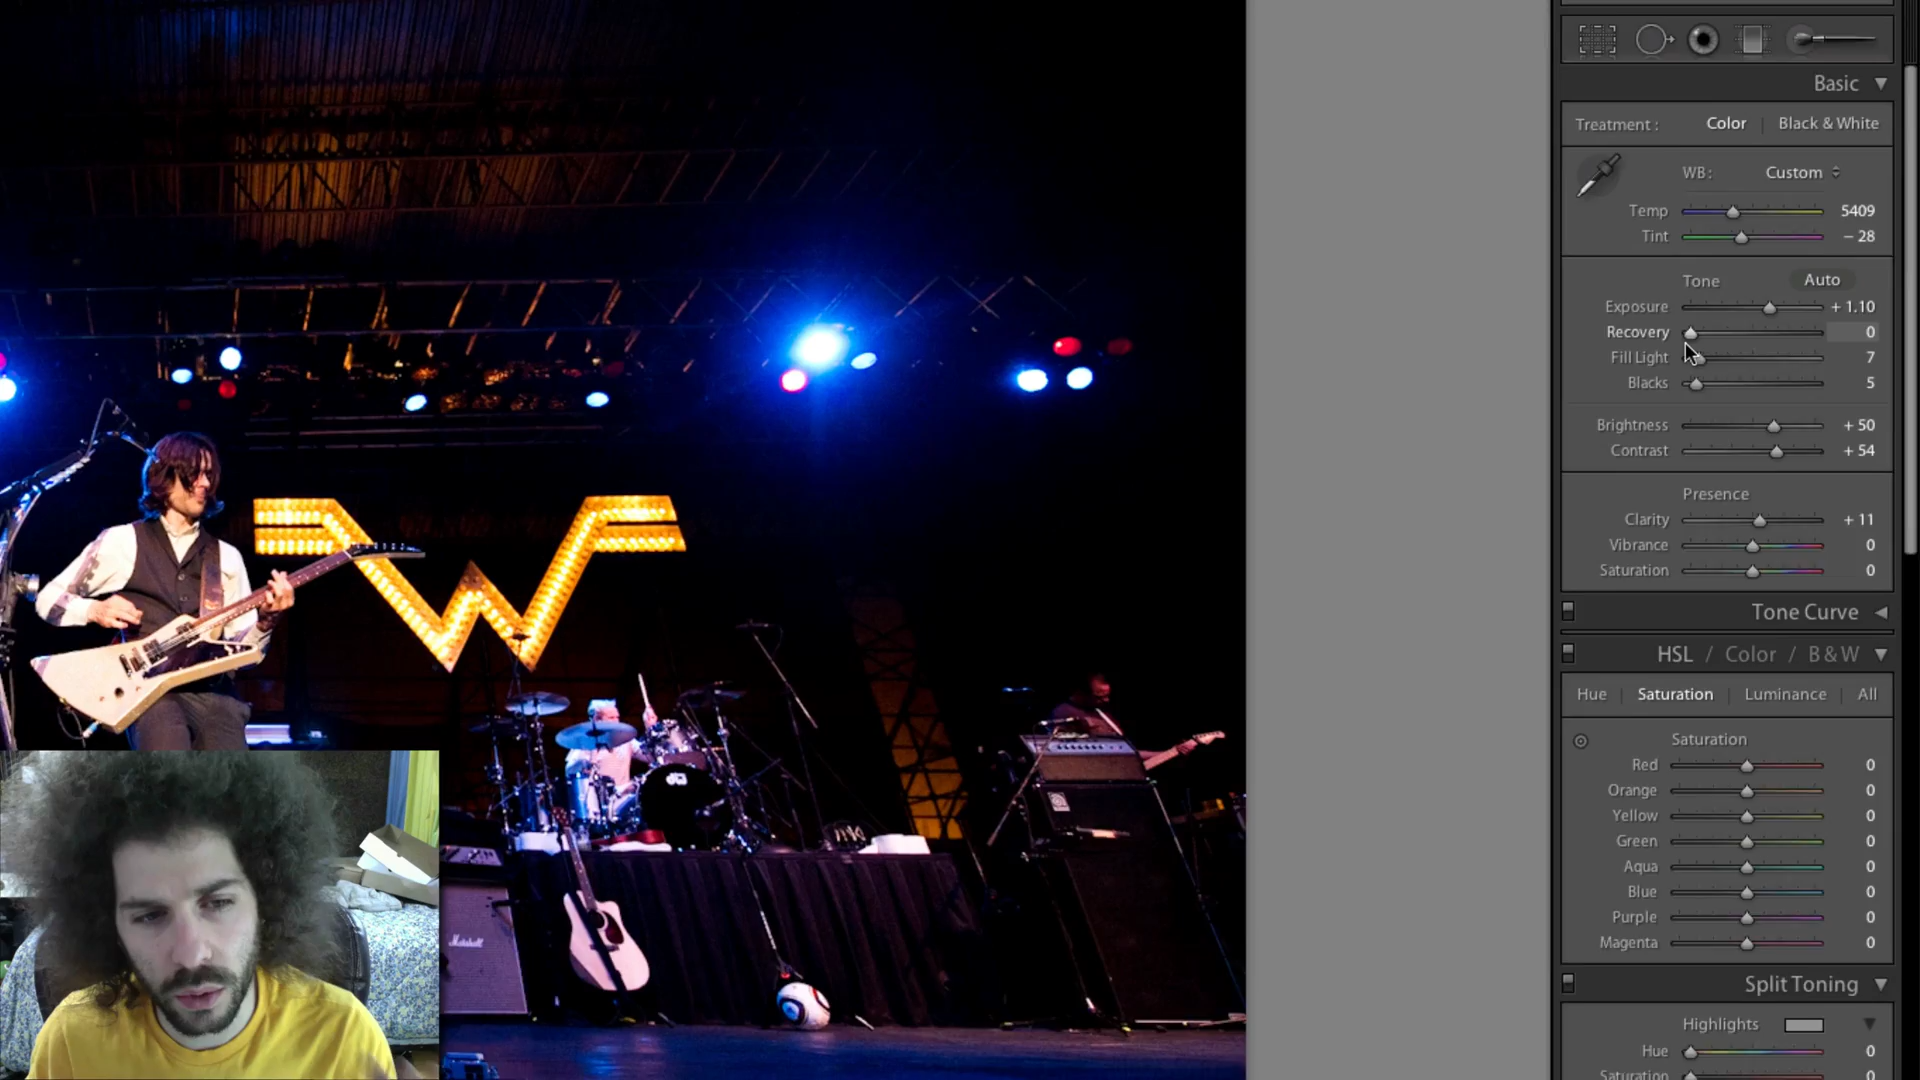 Basic
Treatment : Color | Black & White
WB : Custom
Temp 5409
Tint − 28
Tone Auto
Exposure + 1.10
Recovery 0
Fill Light 7
Blacks 5
Brightness + 50
Contrast + 54
Presence
Clarity + 11
Vibrance 0
Saturation 0
Tone Curve
HSL / Color / B & W
Hue Saturation Luminance All
Saturation
Red 0
Orange 0
Yellow 0
Green 0
Aqua 0
Blue 0
Purple 0
Magenta 0
Split Toning
Highlights
Hue 0
Saturation 0
Marshall